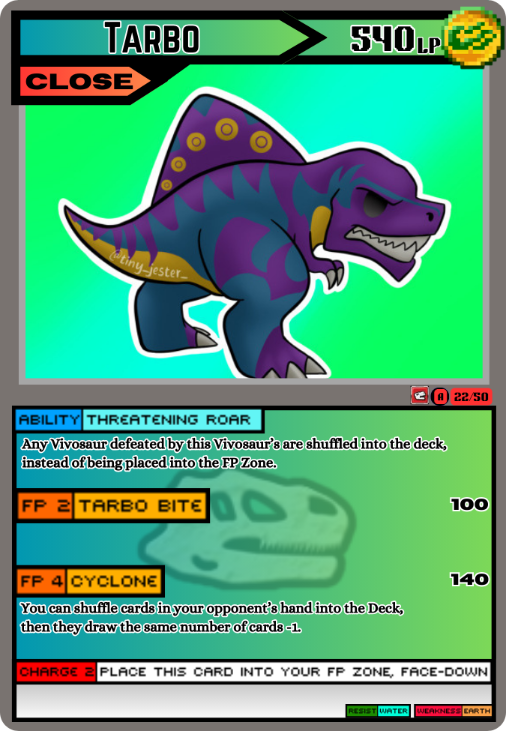 TARBO
540LP
CLOSE
@tiny_jester_
A 22/50
ABILITY THREATENING ROAR
Any Vivosaur defeated by this Vivosaur's are shuffled into the deck,
instead of being placed into the FP Zone.
FP 2 TARBO BITE 100
FP 4 CYCLONE 140
You can shuffle cards in your opponent's hand into the Deck,
then they draw the same number of cards -1.
CHARGE 2 PLACE THIS CARD INTO YOUR FP ZONE, FACE-DOWN
RESIST WATER WEAKNESS EARTH